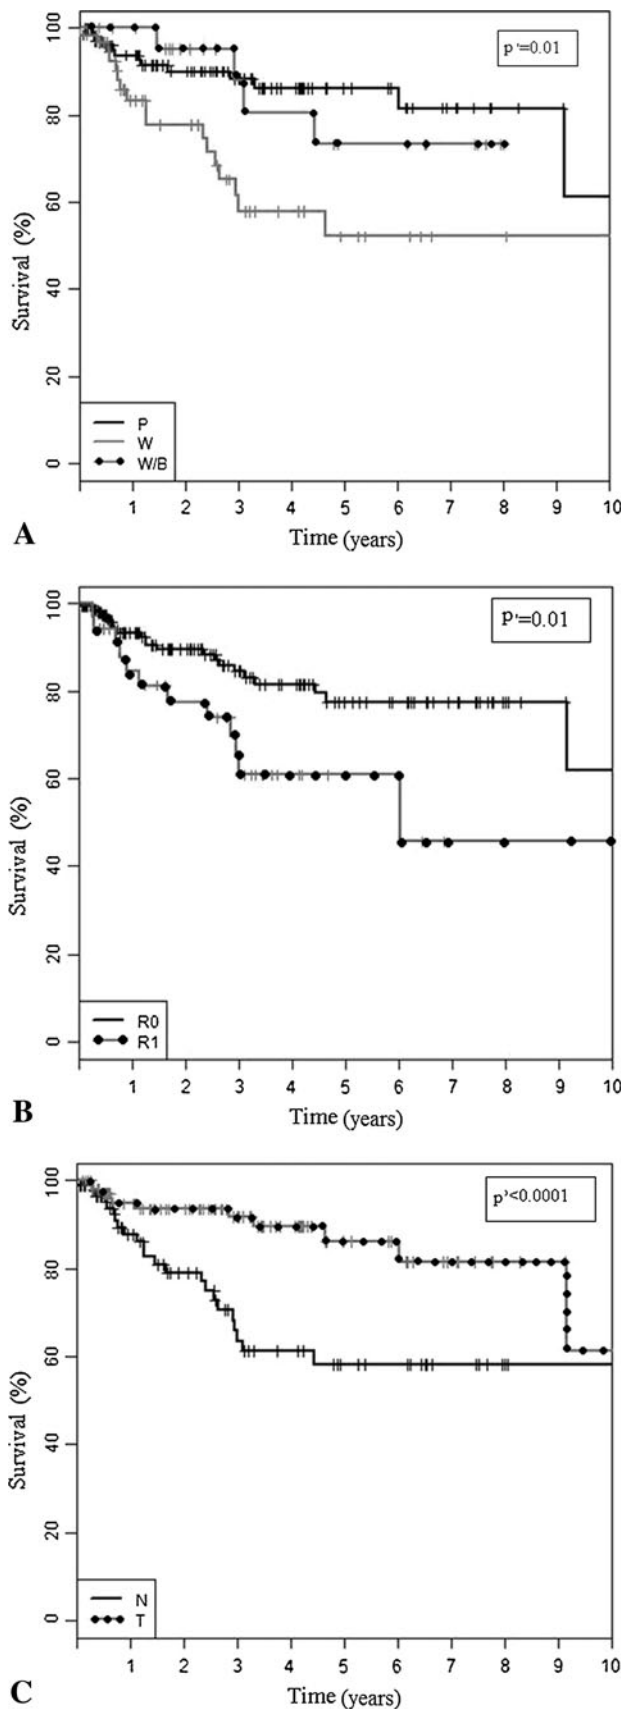 100
80
60
40
20
0
Survival (%)
p'=0.01
P
W
W/B
1 2 3 4 5 6 7 8 9 10
Time (years)
A
100
80
60
40
20
0
Survival (%)
p'=0.01
R0
R1
1 2 3 4 5 6 7 8 9 10
Time (years)
B
100
80
60
40
20
0
Survival (%)
p'<0.0001
N
T
1 2 3 4 5 6 7 8 9 10
Time (years)
C